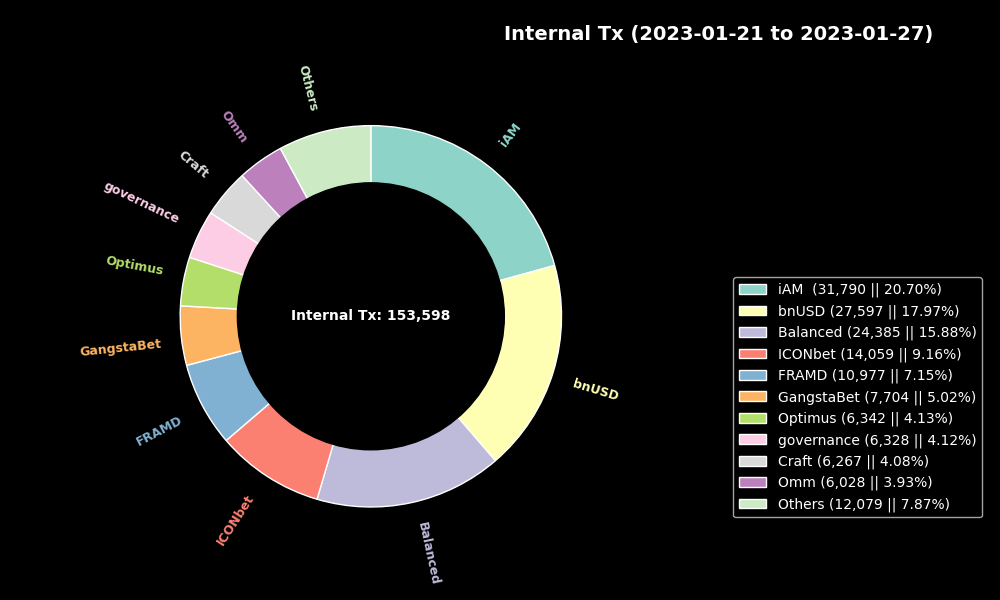 Internal Tx (2023-01-21 to 2023-01-27)
Others
iAM
Omm
Craft
governance
Optimus
GangstaBet
FRAMD
ICONbet
Balanced
bnUSD
Internal Tx: 153,598
iAM  (31,790 || 20.70%)
bnUSD (27,597 || 17.97%)
Balanced (24,385 || 15.88%)
ICONbet (14,059 || 9.16%)
FRAMD (10,977 || 7.15%)
GangstaBet (7,704 || 5.02%)
Optimus (6,342 || 4.13%)
governance (6,328 || 4.12%)
Craft (6,267 || 4.08%)
Omm (6,028 || 3.93%)
Others (12,079 || 7.87%)